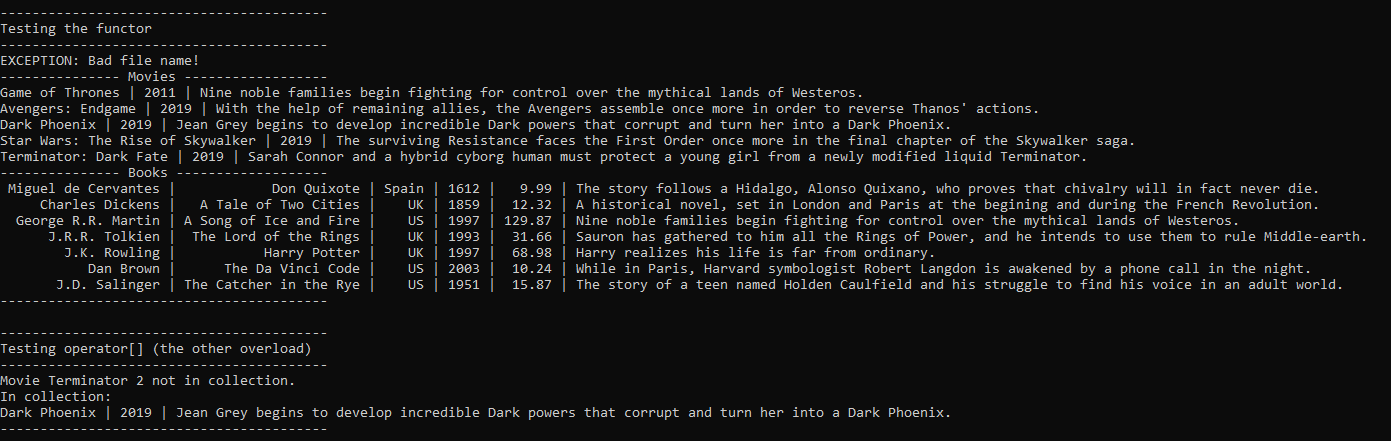 -----------------------------------------
Testing the functor
-----------------------------------------
EXCEPTION: Bad file name!
--------------- Movies ------------------
Game of Thrones | 2011 | Nine noble families begin fighting for control over the mythical lands of Westeros.
Avengers: Endgame | 2019 | With the help of remaining allies, the Avengers assemble once more in order to reverse Thanos' actions.
Dark Phoenix | 2019 | Jean Grey begins to develop incredible Dark powers that corrupt and turn her into a Dark Phoenix.
Star Wars: The Rise of Skywalker | 2019 | The surviving Resistance faces the First Order once more in the final chapter of the Skywalker saga.
Terminator: Dark Fate | 2019 | Sarah Connor and a hybrid cyborg human must protect a young girl from a newly modified liquid Terminator.
--------------- Books -------------------
 Miguel de Cervantes |            Don Quixote | Spain | 1612 |   9.99 | The story follows a Hidalgo, Alonso Quixano, who proves that chivalry will in fact never die.
     Charles Dickens |   A Tale of Two Cities |    UK | 1859 |  12.32 | A historical novel, set in London and Paris at the begining and during the French Revolution.
  George R.R. Martin | A Song of Ice and Fire |    US | 1997 | 129.87 | Nine noble families begin fighting for control over the mythical lands of Westeros.
      J.R.R. Tolkien |  The Lord of the Rings |    UK | 1993 |  31.66 | Sauron has gathered to him all the Rings of Power, and he intends to use them to rule Middle-earth.
        J.K. Rowling |           Harry Potter |    UK | 1997 |  68.98 | Harry realizes his life is far from ordinary.
           Dan Brown |      The Da Vinci Code |    US | 2003 |  10.24 | While in Paris, Harvard symbologist Robert Langdon is awakened by a phone call in the night.
       J.D. Salinger | The Catcher in the Rye |    US | 1951 |  15.87 | The story of a teen named Holden Caulfield and his struggle to find his voice in an adult world.
-----------------------------------------
-----------------------------------------
Testing operator[] (the other overload)
-----------------------------------------
Movie Terminator 2 not in collection.
In collection:
Dark Phoenix | 2019 | Jean Grey begins to develop incredible Dark powers that corrupt and turn her into a Dark Phoenix.
-----------------------------------------